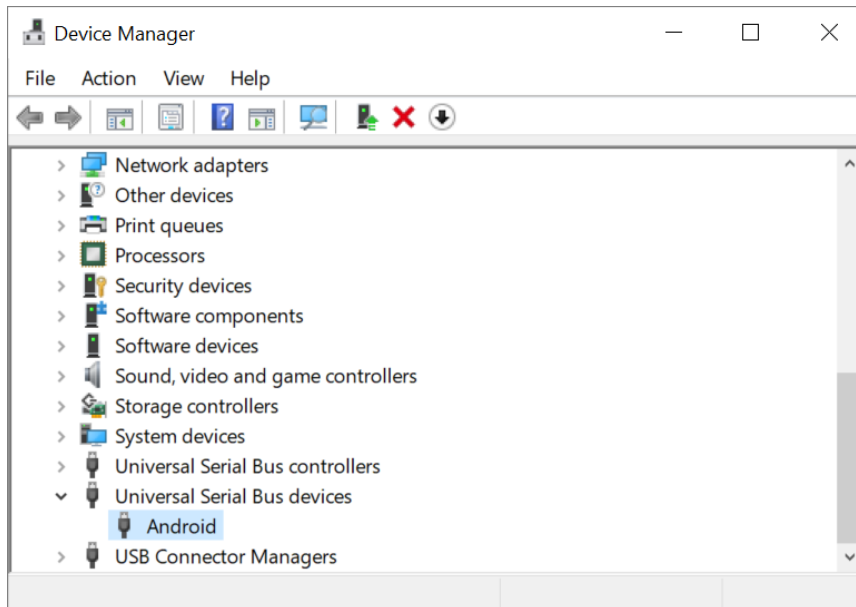 Device Manager
File Action View Help
Network adapters
Other devices
Print queues
Processors
Security devices
Software components
Software devices
Sound, video and game controllers
Storage controllers
System devices
Universal Serial Bus controllers
Universal Serial Bus devices
Android
USB Connector Managers